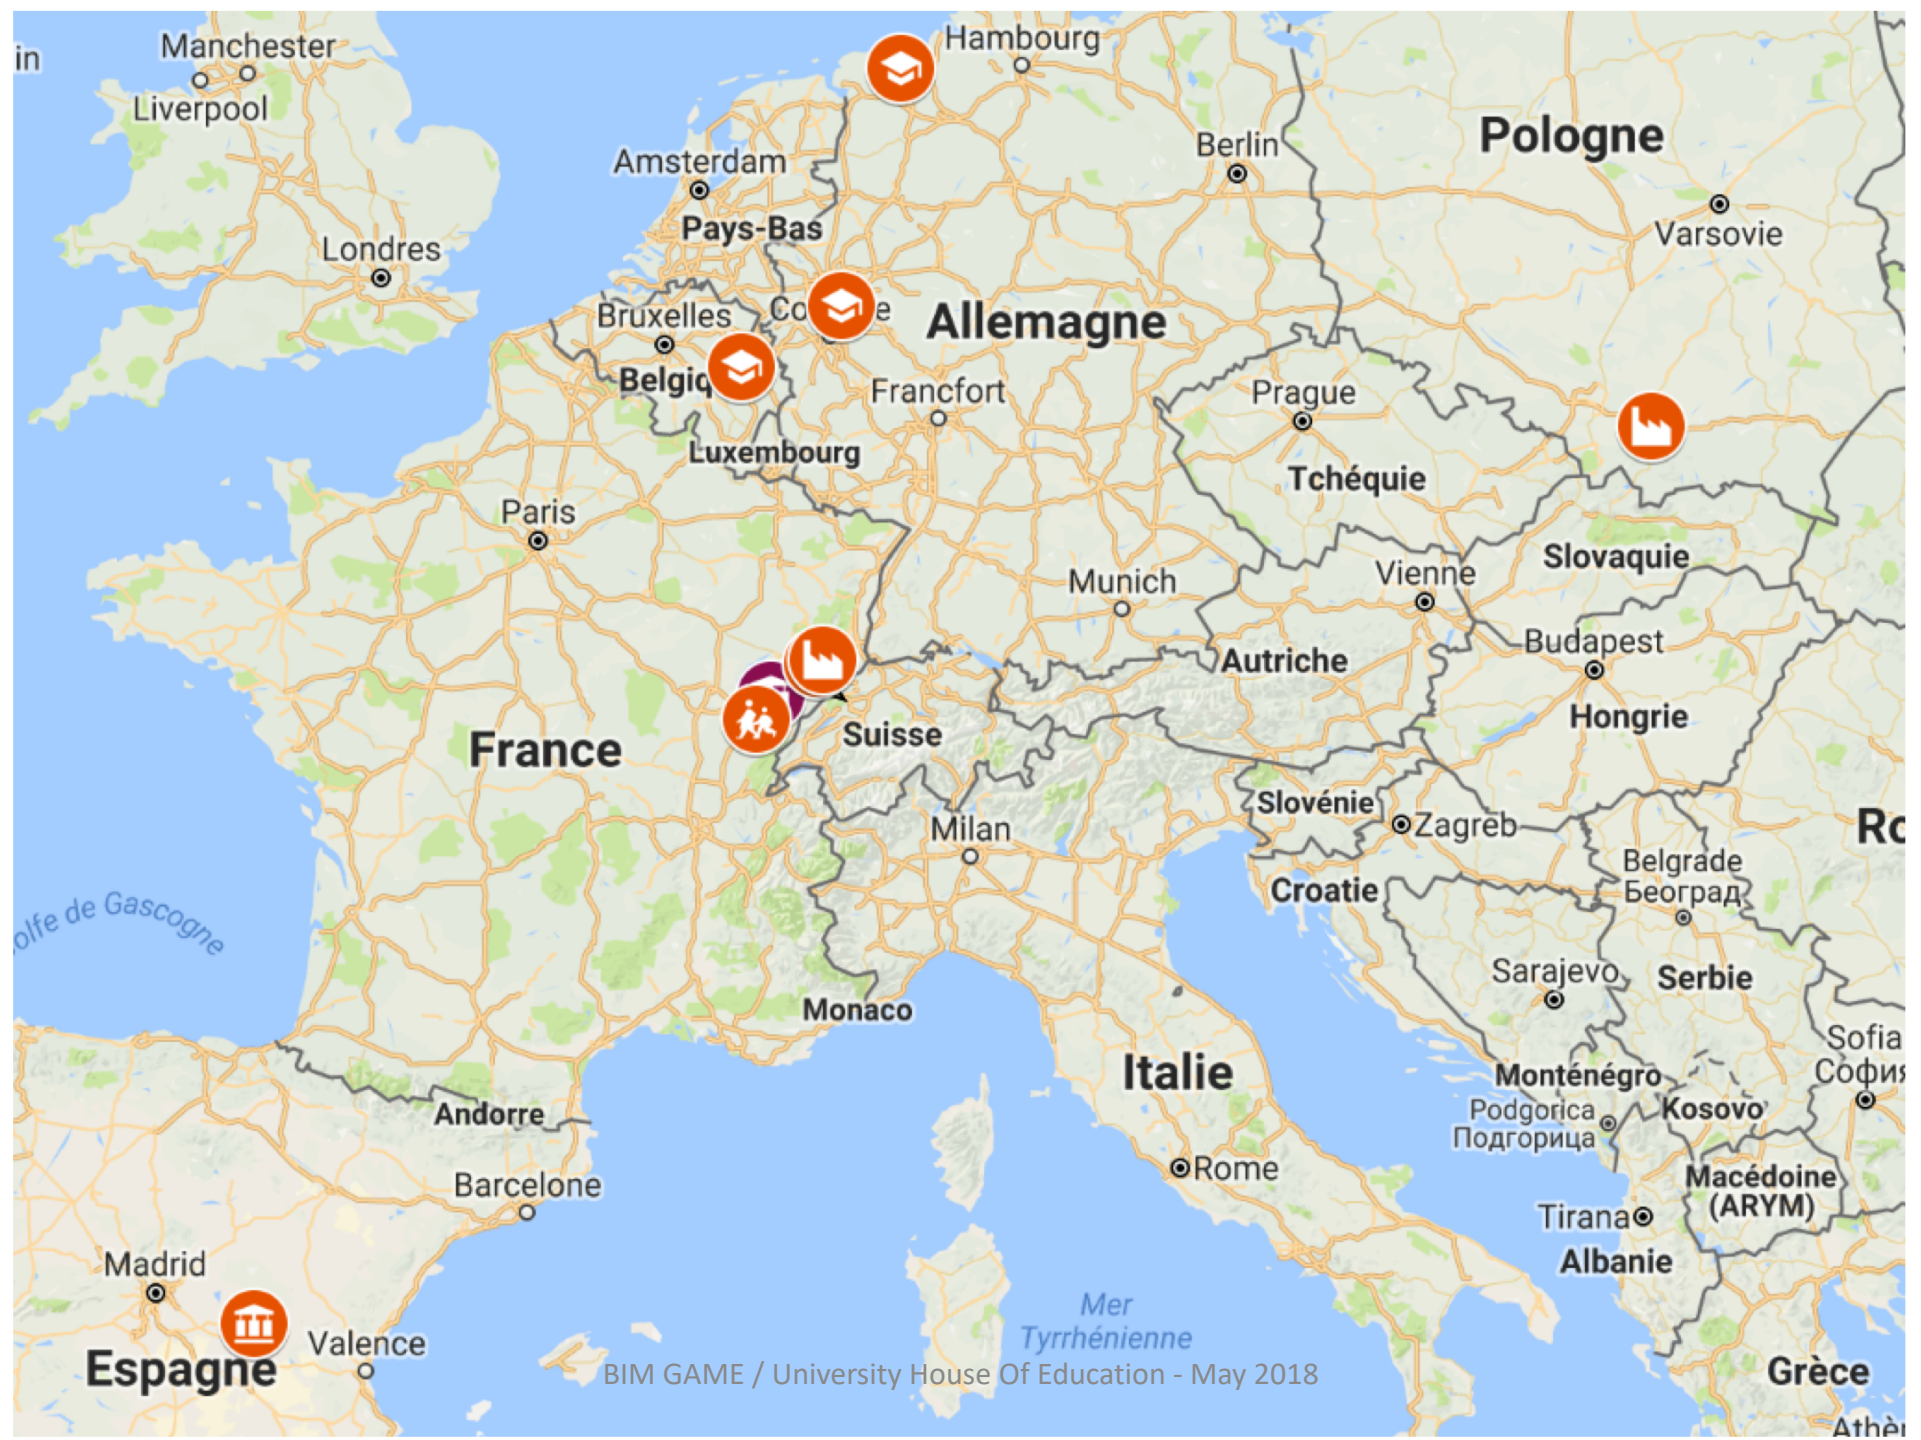 in
Manchester
Liverpool
Hambourg
Berlin
Pologne
Amsterdam
Pays-Bas
Varsovie
Londres
Bruxelles
Allemagne
Francfort
Prague
Luxembourg
Tchéquie
Paris
Slovaquie
Munich
Vienne
Budapest
Autriche
Hongrie
Suisse
France
Slovénie
Zagreb
Milan
Belgrade
Београд
Croatie
olfe de Gascogne
Sarajevo
Serbie
Monaco
Sofia
Italie
Monténégro
Andorre
Podgorica
Подгорица
Kosovo
Rome
Barcelone
Macédoine
(ARYM)
Tirana
Albanie
Madrid
Mer
Tyrrhénienne
Valence
Espagne
BIM GAME / University House Of Education - May 2018
Grèce